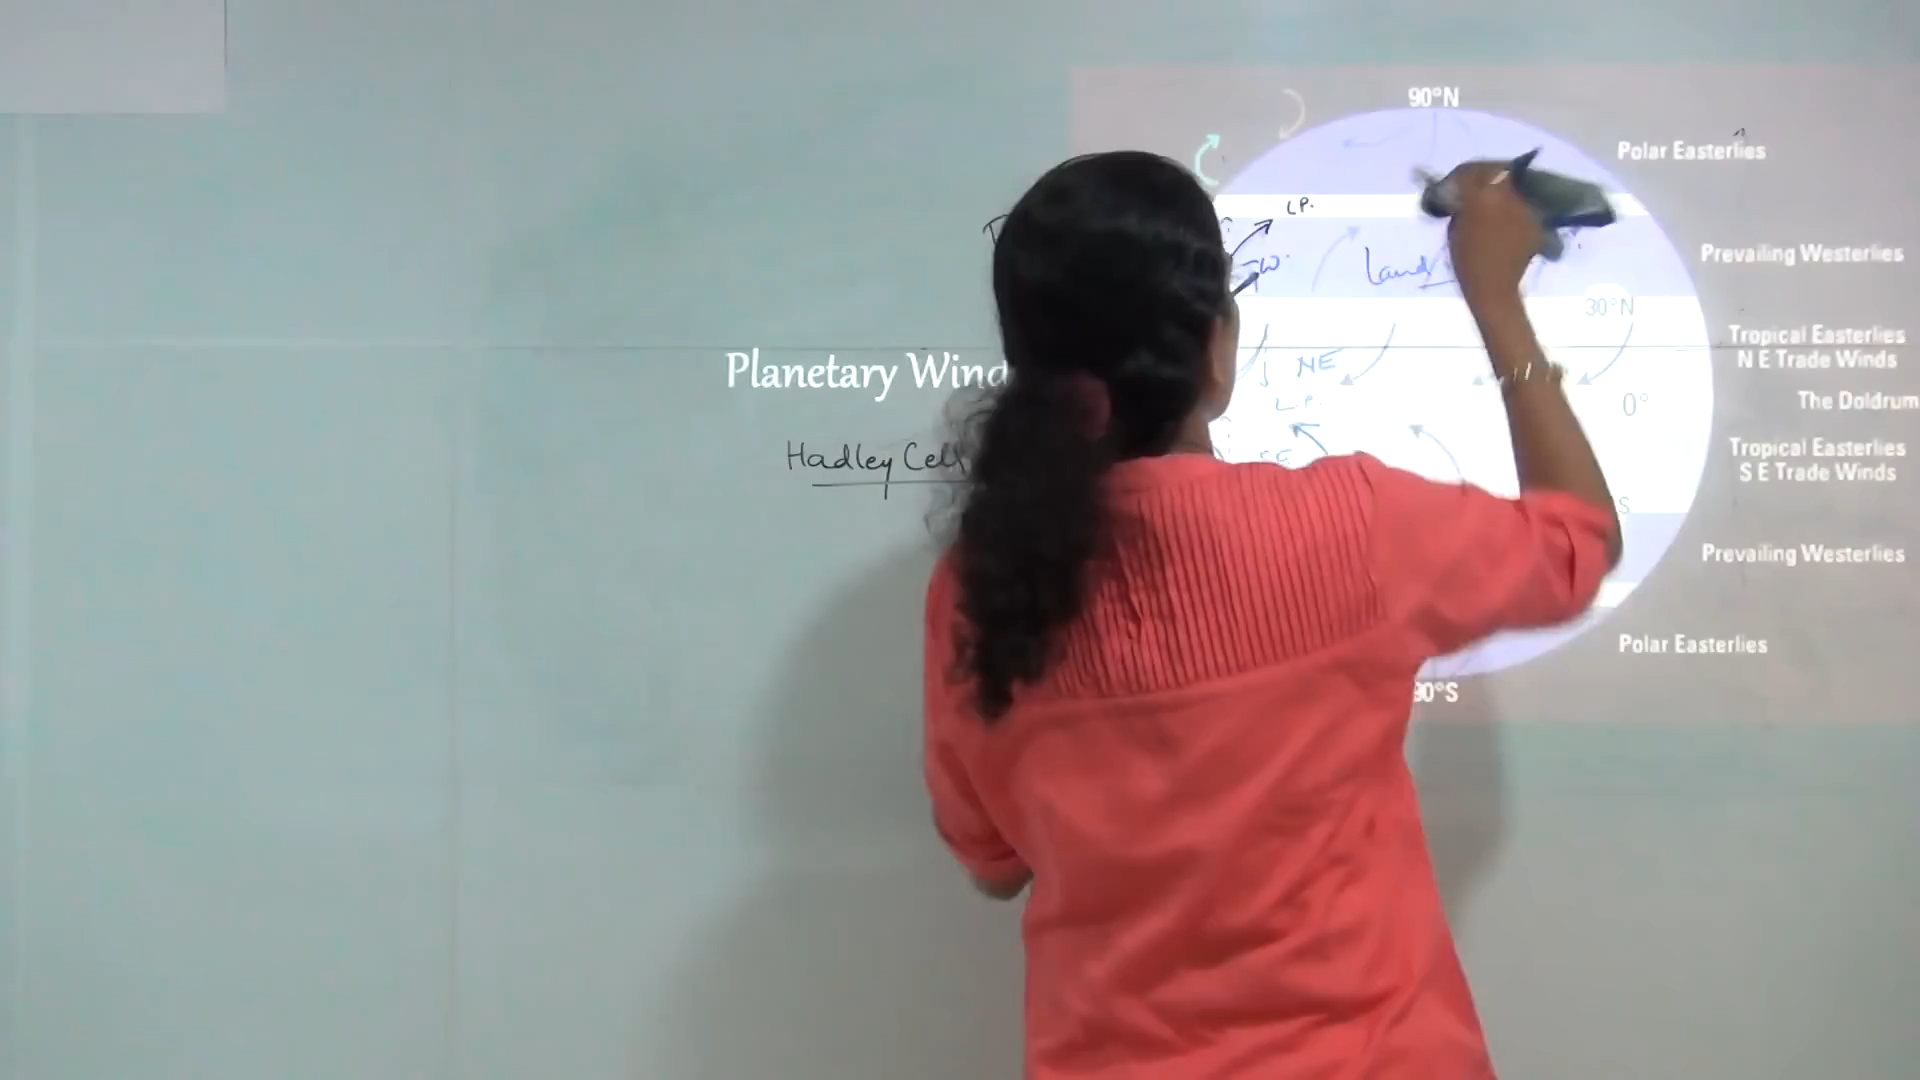 90°N
Polar Easterlies
L.P.
Prevailing Westerlies
W.
Land
30°N
Tropical Easterlies
N E Trade Winds
Planetary Wind
NE
L.P.
0°
The Doldrum
Hadley Cell
SE
Tropical Easterlies
S E Trade Winds
S
Prevailing Westerlies
Polar Easterlies
90°S